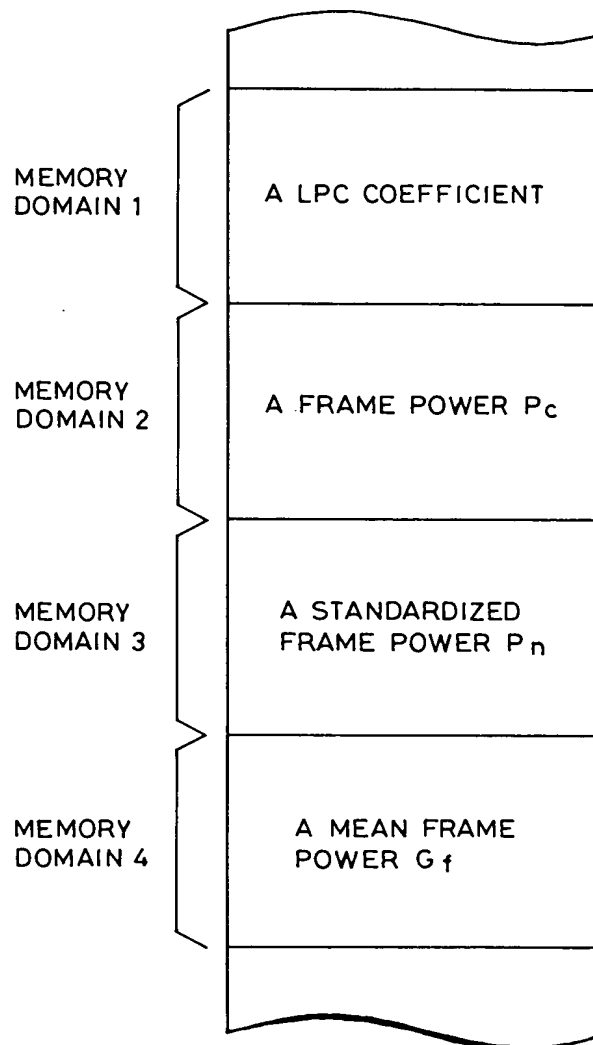 MEMORY
DOMAIN 1
A LPC COEFFICIENT
MEMORY
DOMAIN 2
A FRAME POWER Pc
MEMORY
DOMAIN 3
A STANDARDIZED
FRAME POWER Pn
MEMORY
DOMAIN 4
A MEAN FRAME
POWER Gf